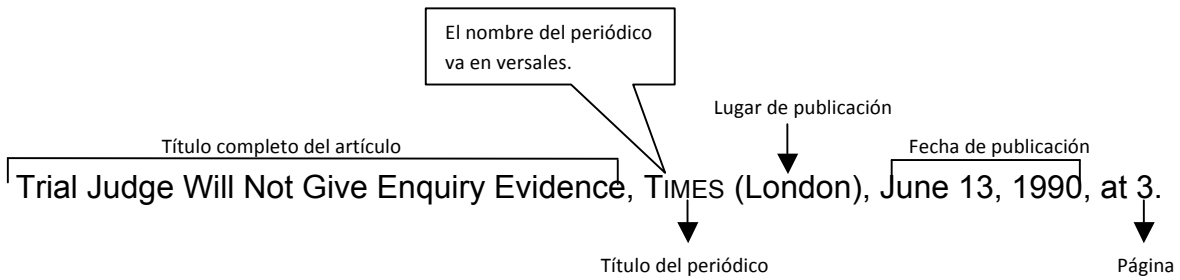 El nombre del periódico
va en versales.
Lugar de publicación
Título completo del artículo
Fecha de publicación
Trial Judge Will Not Give Enquiry Evidence, TIMES (London), June 13, 1990, at 3.
Título del periódico
Página